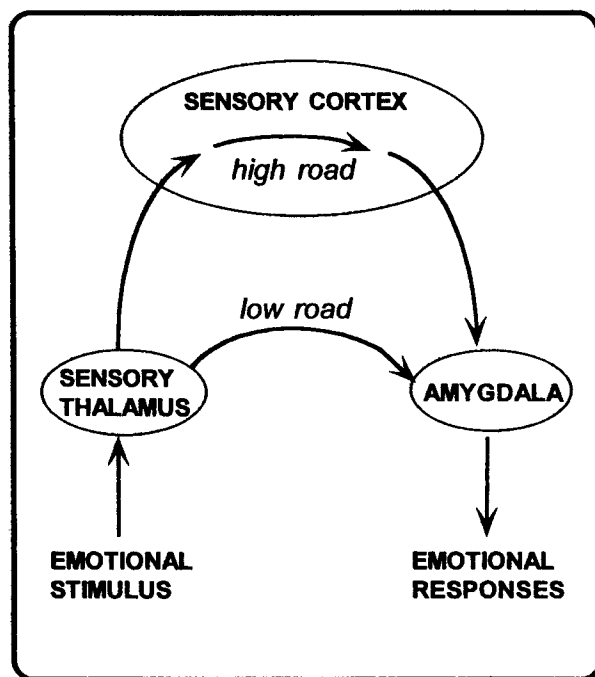 SENSORY CORTEX
high road
low road
SENSORY
THALAMUS
AMYGDALA
EMOTIONAL
STIMULUS
EMOTIONAL
RESPONSES